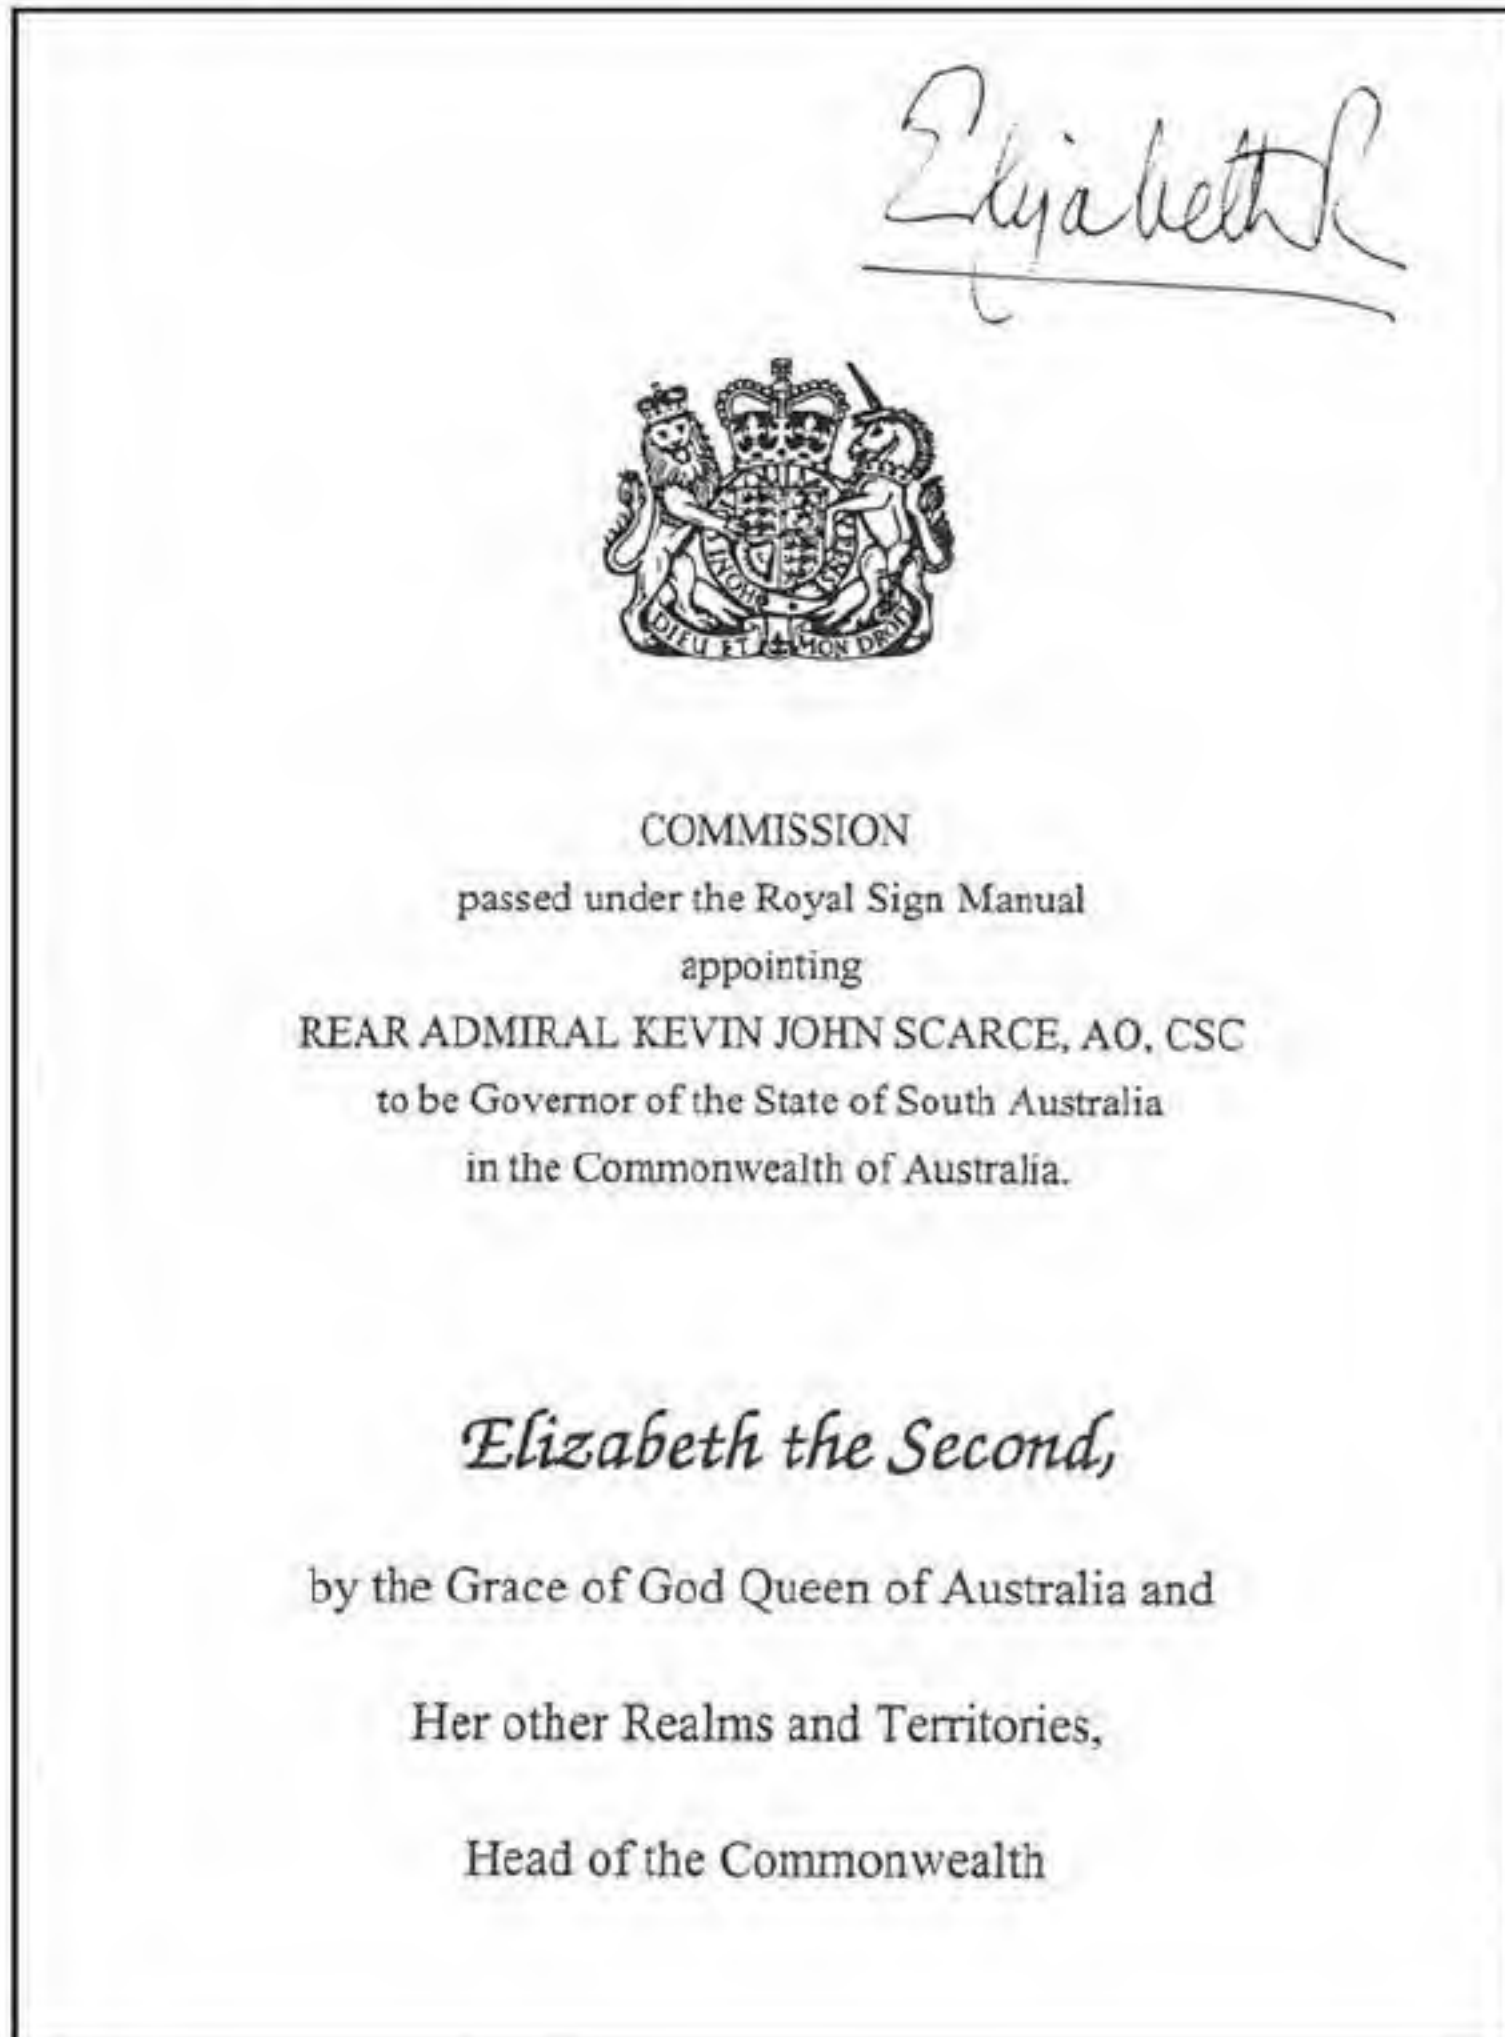 Elizabeth R
HONI
DIEU ET MON DROIT
COMMISSION
passed under the Royal Sign Manual
appointing
REAR ADMIRAL KEVIN JOHN SCARCE, AO, CSC
to be Governor of the State of South Australia
in the Commonwealth of Australia.
Elizabeth the Second,
by the Grace of God Queen of Australia and
Her other Realms and Territories,
Head of the Commonwealth